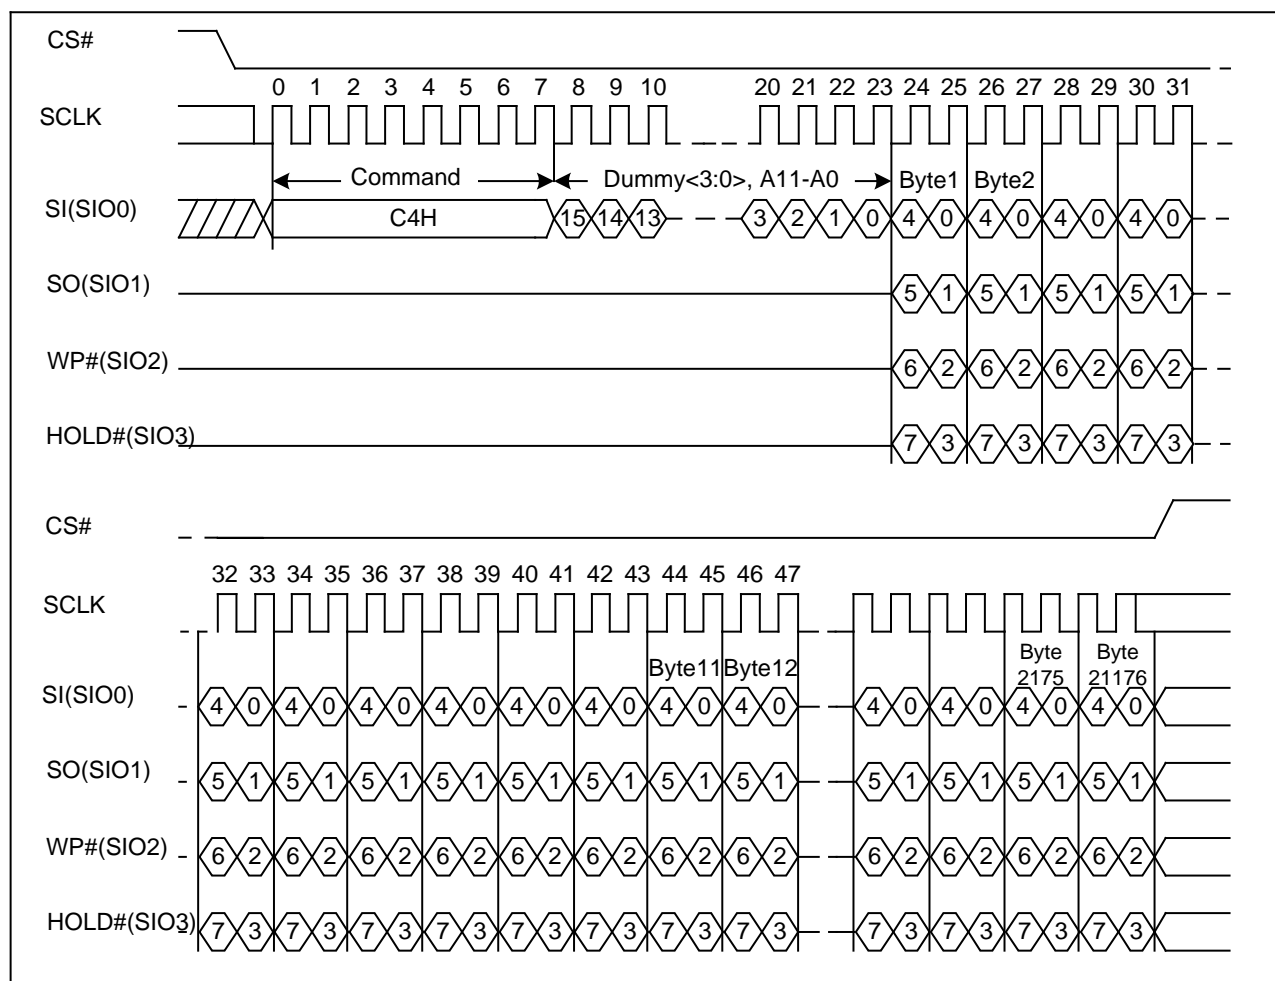 CS#
0 1 2 3 4 5 6 7 8 9 10 20 21 22 23 24 25 26 27 28 29 30 31
SCLK
Command Dummy<3:0>, A11-A0 Byte1 Byte2
SI(SIO0) C4H 15 14 13 3 2 1 0 4 0 4 0 4 0 4 0
SO(SIO1) 5 1 5 1 5 1 5 1
WP#(SIO2) 6 2 6 2 6 2 6 2
HOLD#(SIO3) 7 3 7 3 7 3 7 3
CS#
32 33 34 35 36 37 38 39 40 41 42 43 44 45 46 47
SCLK
Byte11 Byte12 Byte 2175 Byte 21176
SI(SIO0) 4 0 4 0 4 0 4 0 4 0 4 0 4 0 4 0 4 0 4 0 4 0 4 0
SO(SIO1) 5 1 5 1 5 1 5 1 5 1 5 1 5 1 5 1 5 1 5 1 5 1 5 1
WP#(SIO2) 6 2 6 2 6 2 6 2 6 2 6 2 6 2 6 2 6 2 6 2 6 2 6 2
HOLD#(SIO3) 7 3 7 3 7 3 7 3 7 3 7 3 7 3 7 3 7 3 7 3 7 3 7 3